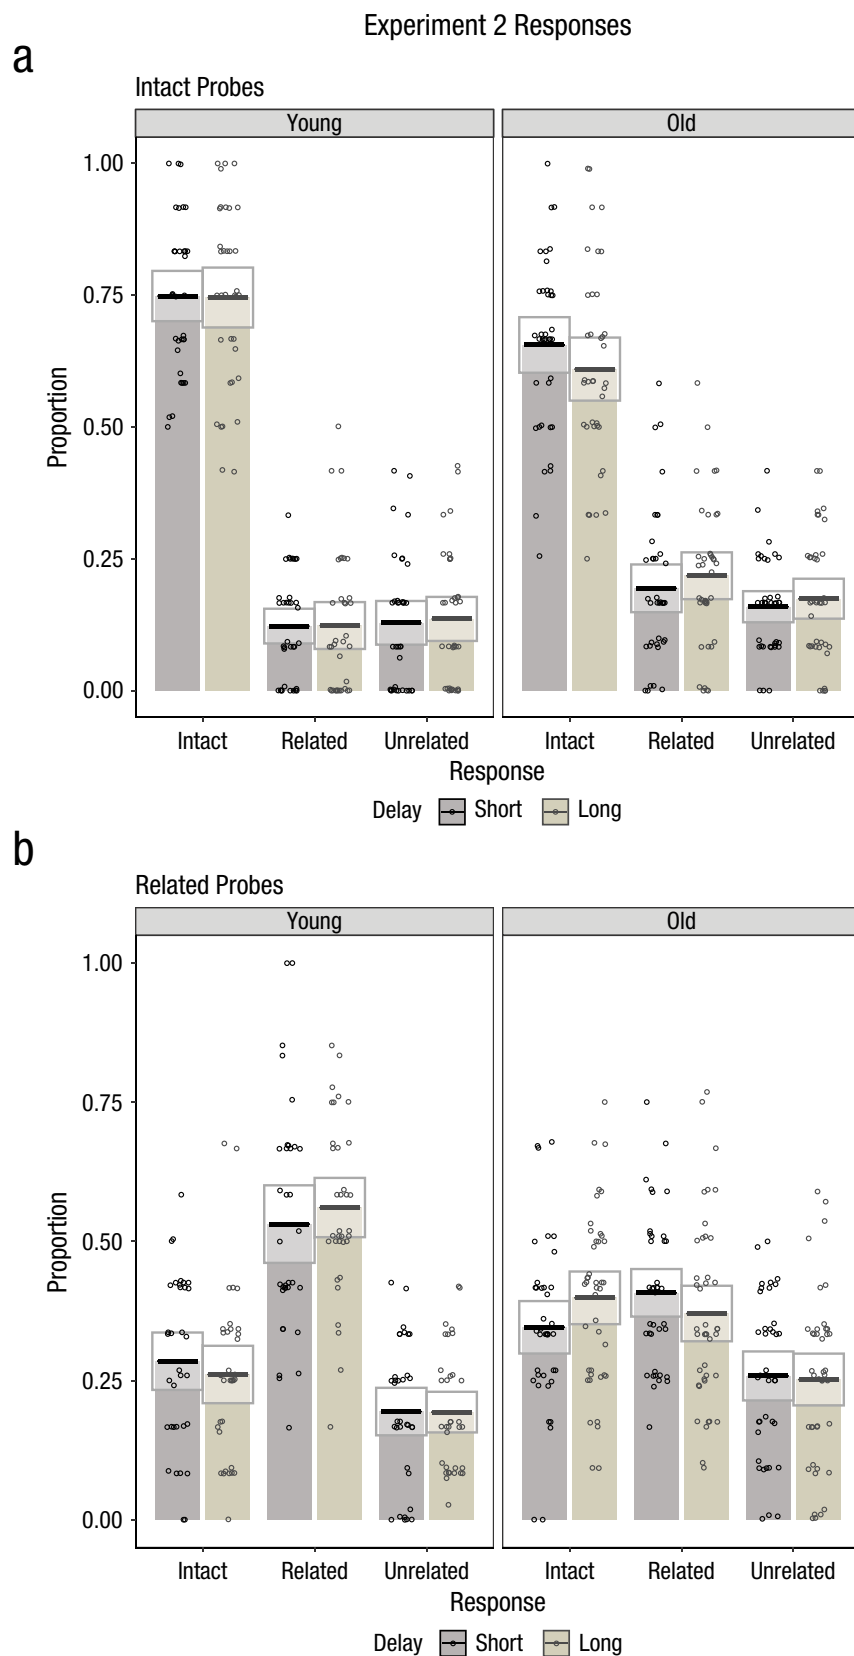 Experiment 2 Responses
a
Intact Probes
Young Old
1.00
0.75
0.50
0.25
0.00
Proportion
Intact Related Unrelated Intact Related Unrelated
Response
Delay Short Long
b
Related Probes
Young Old
1.00
0.75
0.50
0.25
0.00
Proportion
Intact Related Unrelated Intact Related Unrelated
Response
Delay Short Long